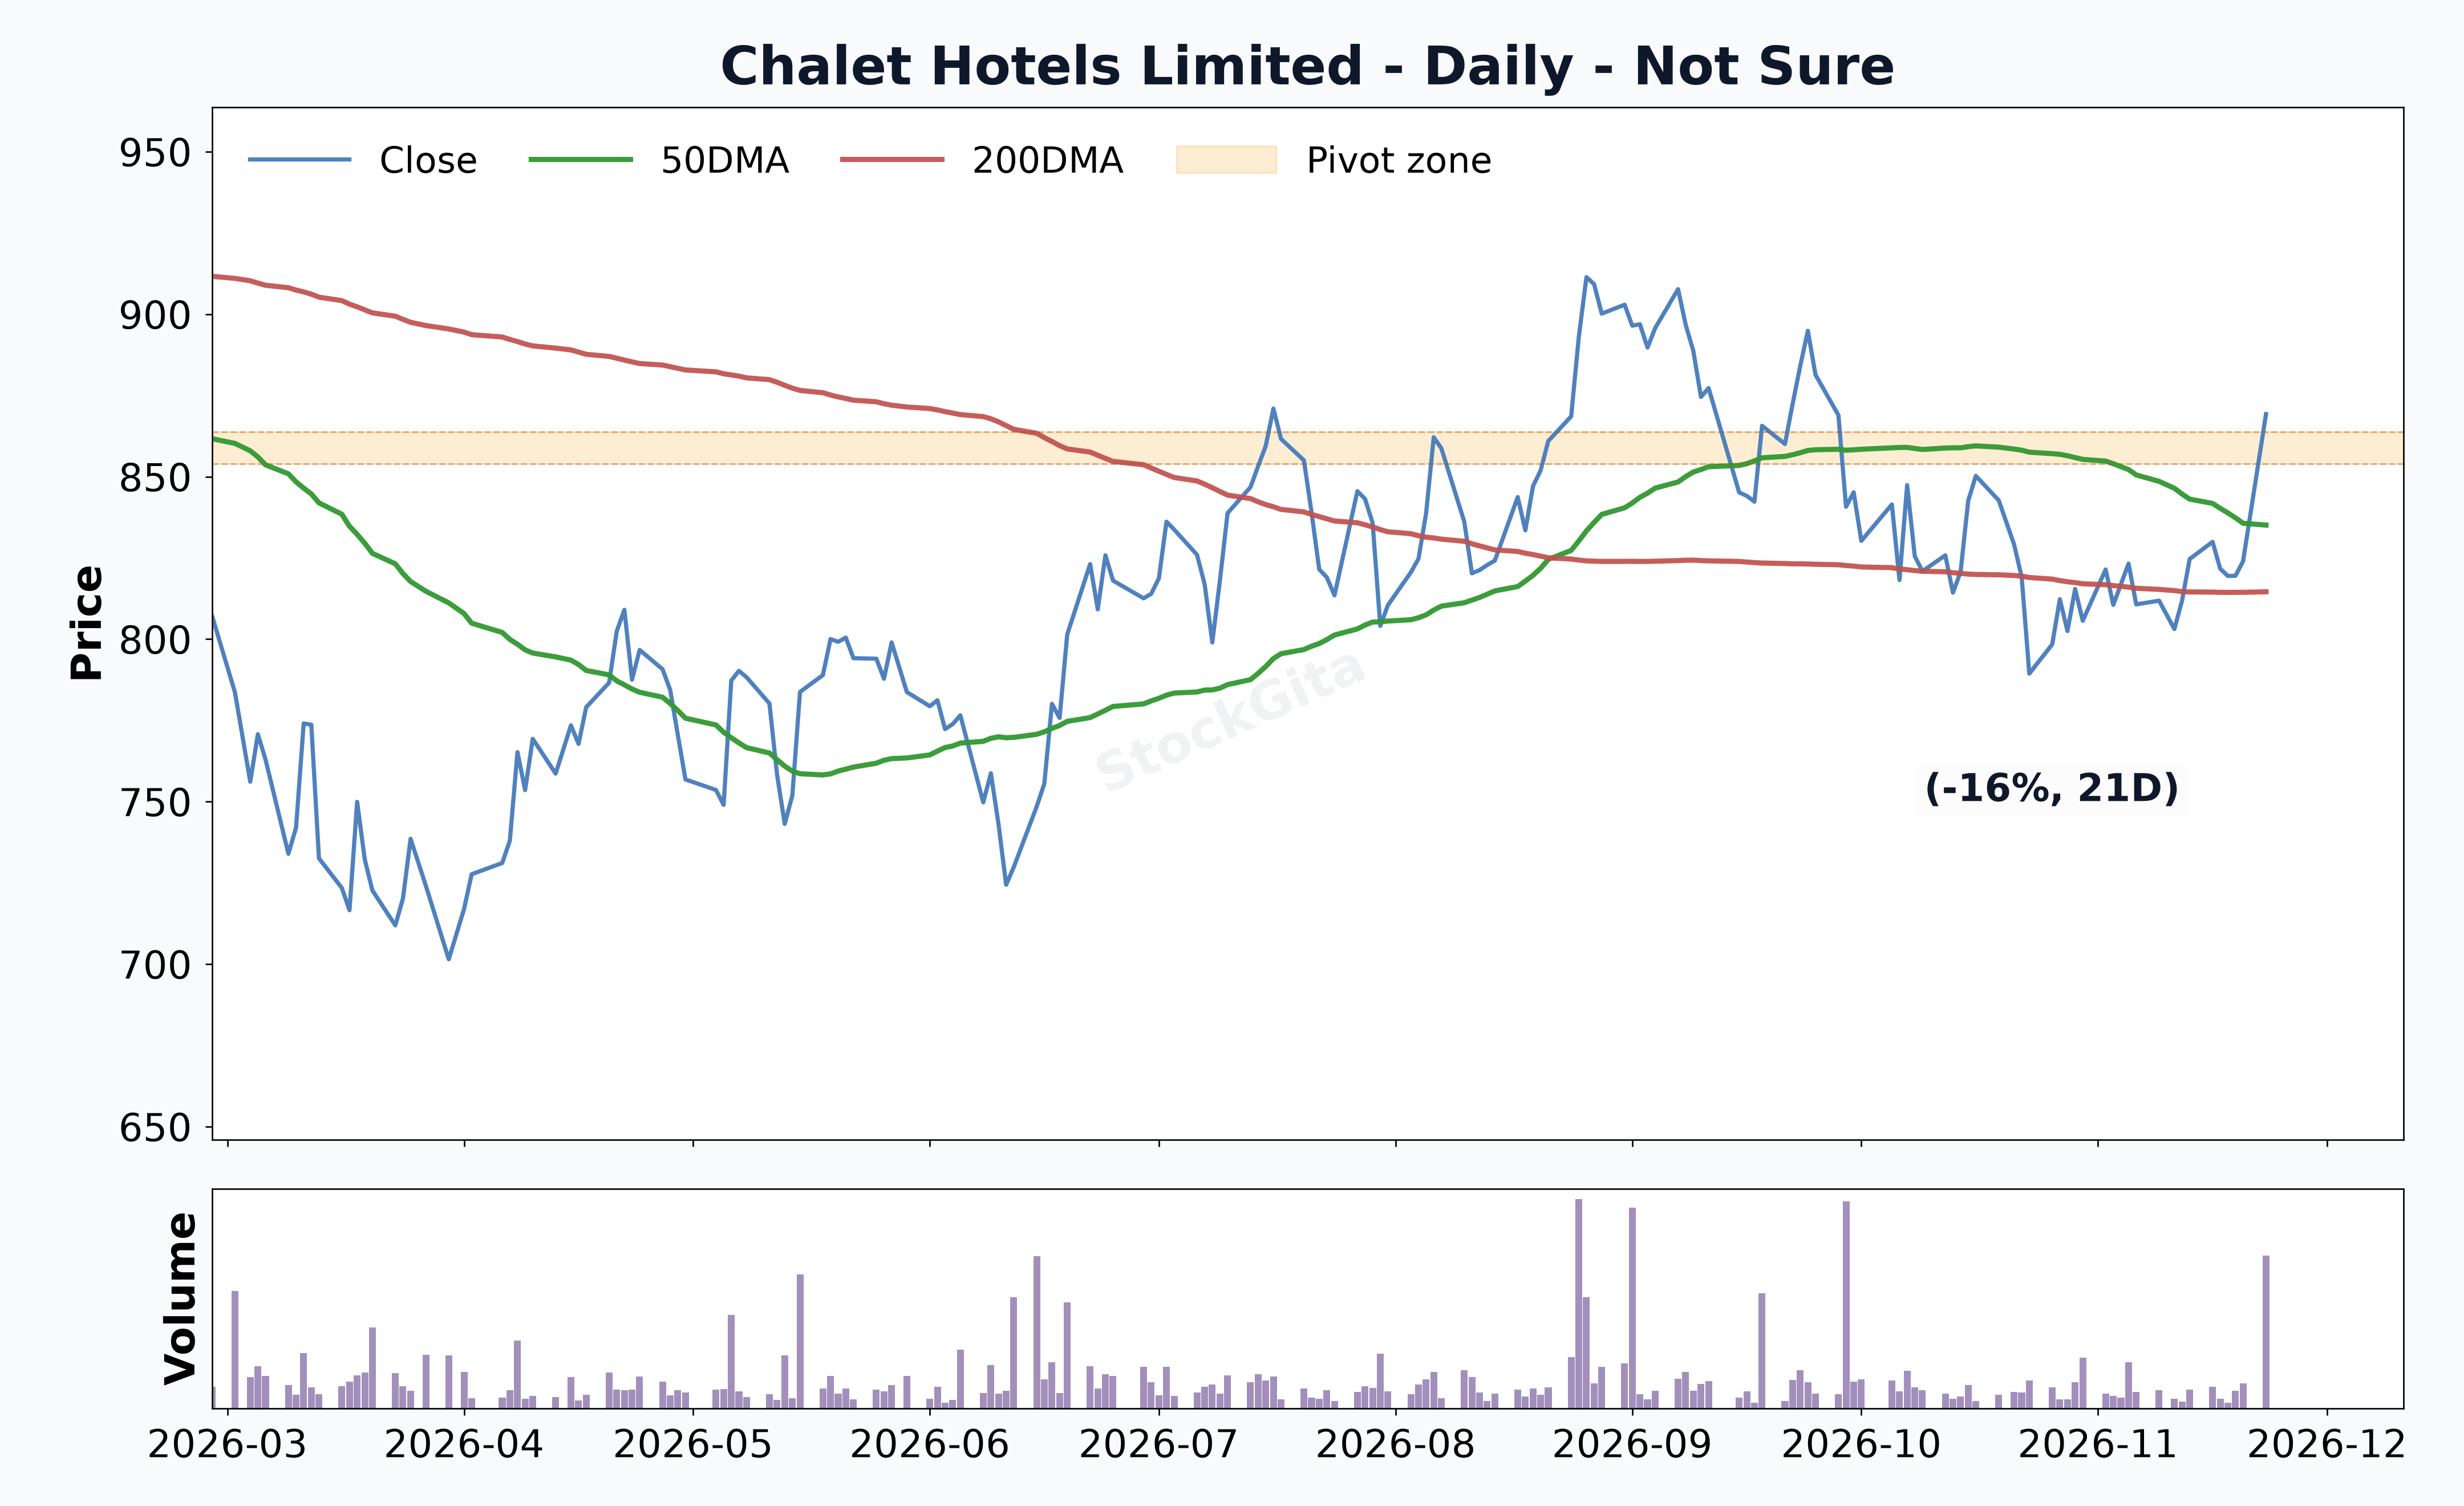 Chalet Hotels Limited - Daily - Not Sure
Close 50DMA 200DMA Pivot zone
Price
950
900
850
800
750
700
650
StockGita
(-16%, 21D)
Volume
2026-03 2026-04 2026-05 2026-06 2026-07 2026-08 2026-09 2026-10 2026-11 2026-12